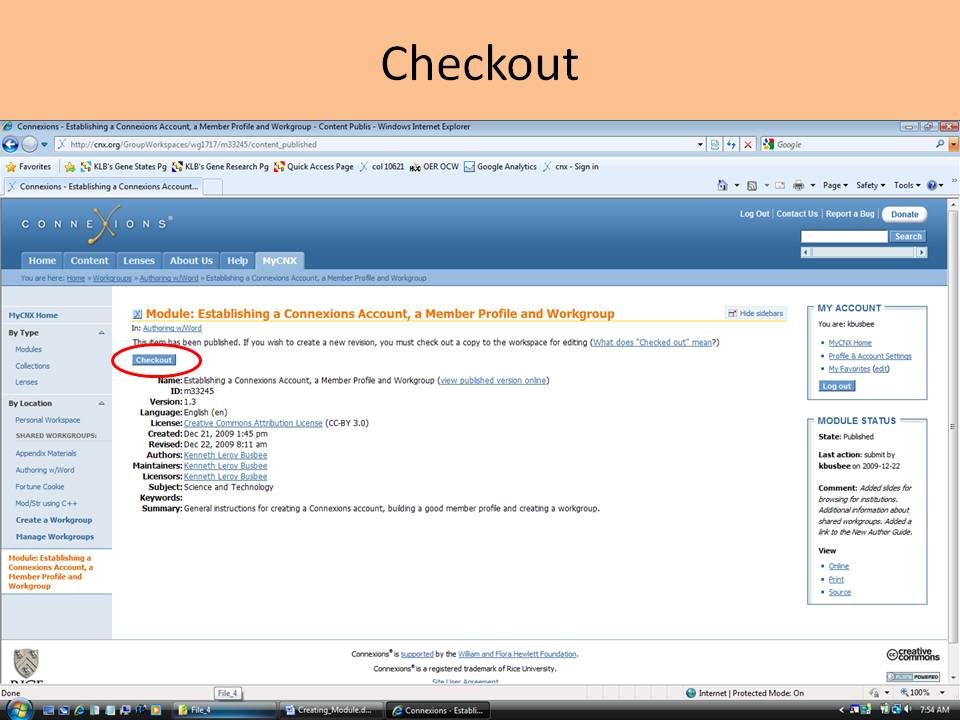 Checkout
Connexions - Establishing a Connexions Account, a Member Profile and Workgroup - Content Publis - Windows Internet Explorer
http://cnx.org/GroupWorkspaces/wg1717/m33245/content_published
Google
Favorites KLB's Gene States Pg KLB's Gene Research Pg Quick Access Page col 10621 OER OCW Google Analytics cnx - Sign in
Connexions - Establishing a Connexions Account...
Page Safety Tools
CONNEXIONS®
Log Out | Contact Us | Report a Bug Donate
Search
Home Content Lenses About Us Help MyCNX
You are here: Home » Workgroups » Authoring w/Word » Establishing a Connexions Account, a Member Profile and Workgroup
MyCNX Home
By Type
Modules
Collections
Lenses
By Location
Personal Workspace
SHARED WORKGROUPS:
Appendix Materials
Authoring w/Word
Fortune Cookie
Mod/Str using C++
Create a Workgroup
Manage Workgroups
Module: Establishing a
Connexions Account, a
Member Profile and
Workgroup
Module: Establishing a Connexions Account, a Member Profile and Workgroup
Hide sidebars
In: Authoring w/Word
This item has been published. If you wish to create a new revision, you must check out a copy to the workspace for editing (What does "Checked out" mean?)
Checkout
Name: Establishing a Connexions Account, a Member Profile and Workgroup (view published version online)
ID: m33245
Version: 1.3
Language: English (en)
License: Creative Commons Attribution License (CC-BY 3.0)
Created: Dec 21, 2009 1:45 pm
Revised: Dec 22, 2009 8:11 am
Authors: Kenneth Leroy Busbee
Maintainers: Kenneth Leroy Busbee
Licensors: Kenneth Leroy Busbee
Subject: Science and Technology
Keywords:
Summary: General instructions for creating a Connexions account, building a good member profile and creating a workgroup.
MY ACCOUNT
You are: kbusbee
MyCNX Home
Profile & Account Settings
My Favorites (edit)
Log out
MODULE STATUS
State: Published
Last action: submit by
kbusbee on 2009-12-22
Comment: Added slides for
browsing for institutions.
Additional information about
shared workgroups. Added a
link to the New Author Guide.
View
Online
Print
Source
RICE
Connexions® is supported by the William and Flora Hewlett Foundation.
Connexions® is a registered trademark of Rice University.
Site User Agreement
cc creative commons
PLONE POWERED
Done
File_4
Internet | Protected Mode: On
100%
File_4
Creating_Module.d...
Connexions - Establi...
7:54 AM